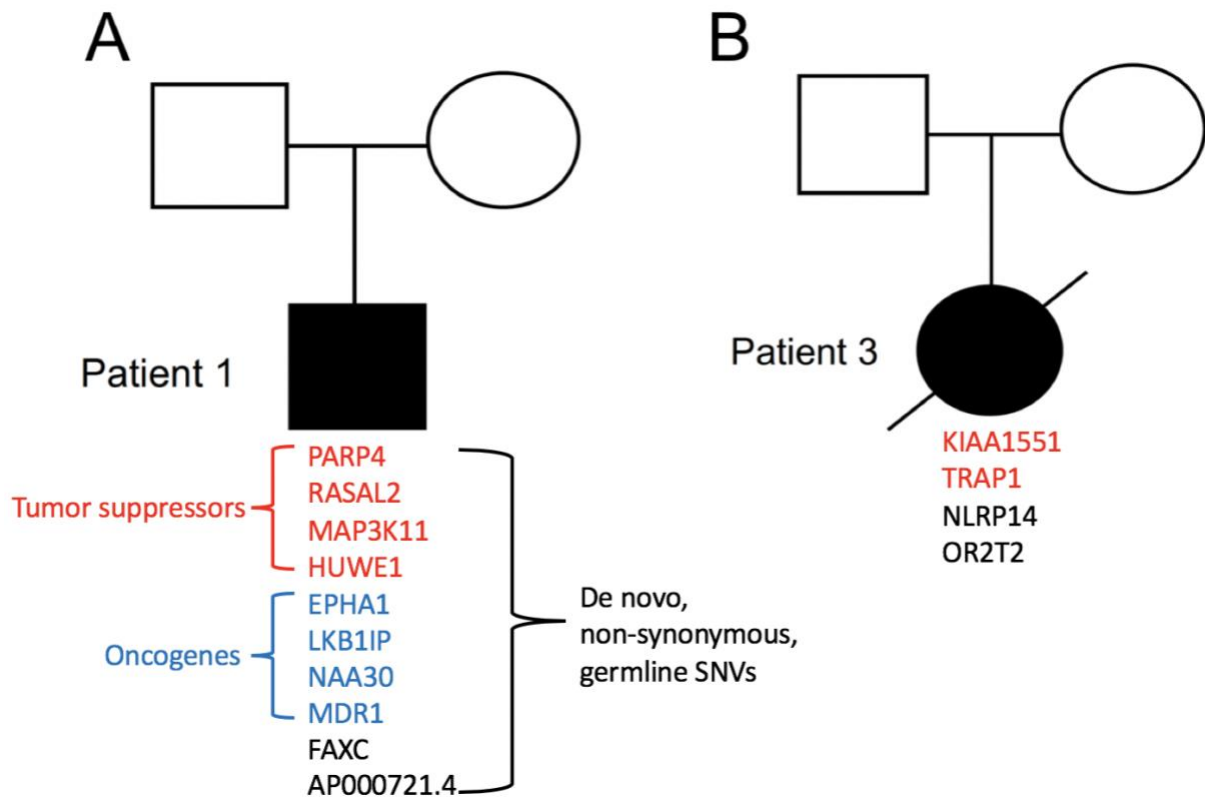 A
Patient 1
Tumor suppressors
PARP4
RASAL2
MAP3K11
HUWE1
Oncogenes
EPHA1
LKB1IP
NAA30
MDR1
FAXC
AP000721.4
De novo,
non-synonymous,
germline SNVs
B
Patient 3
KIAA1551
TRAP1
NLRP14
OR2T2